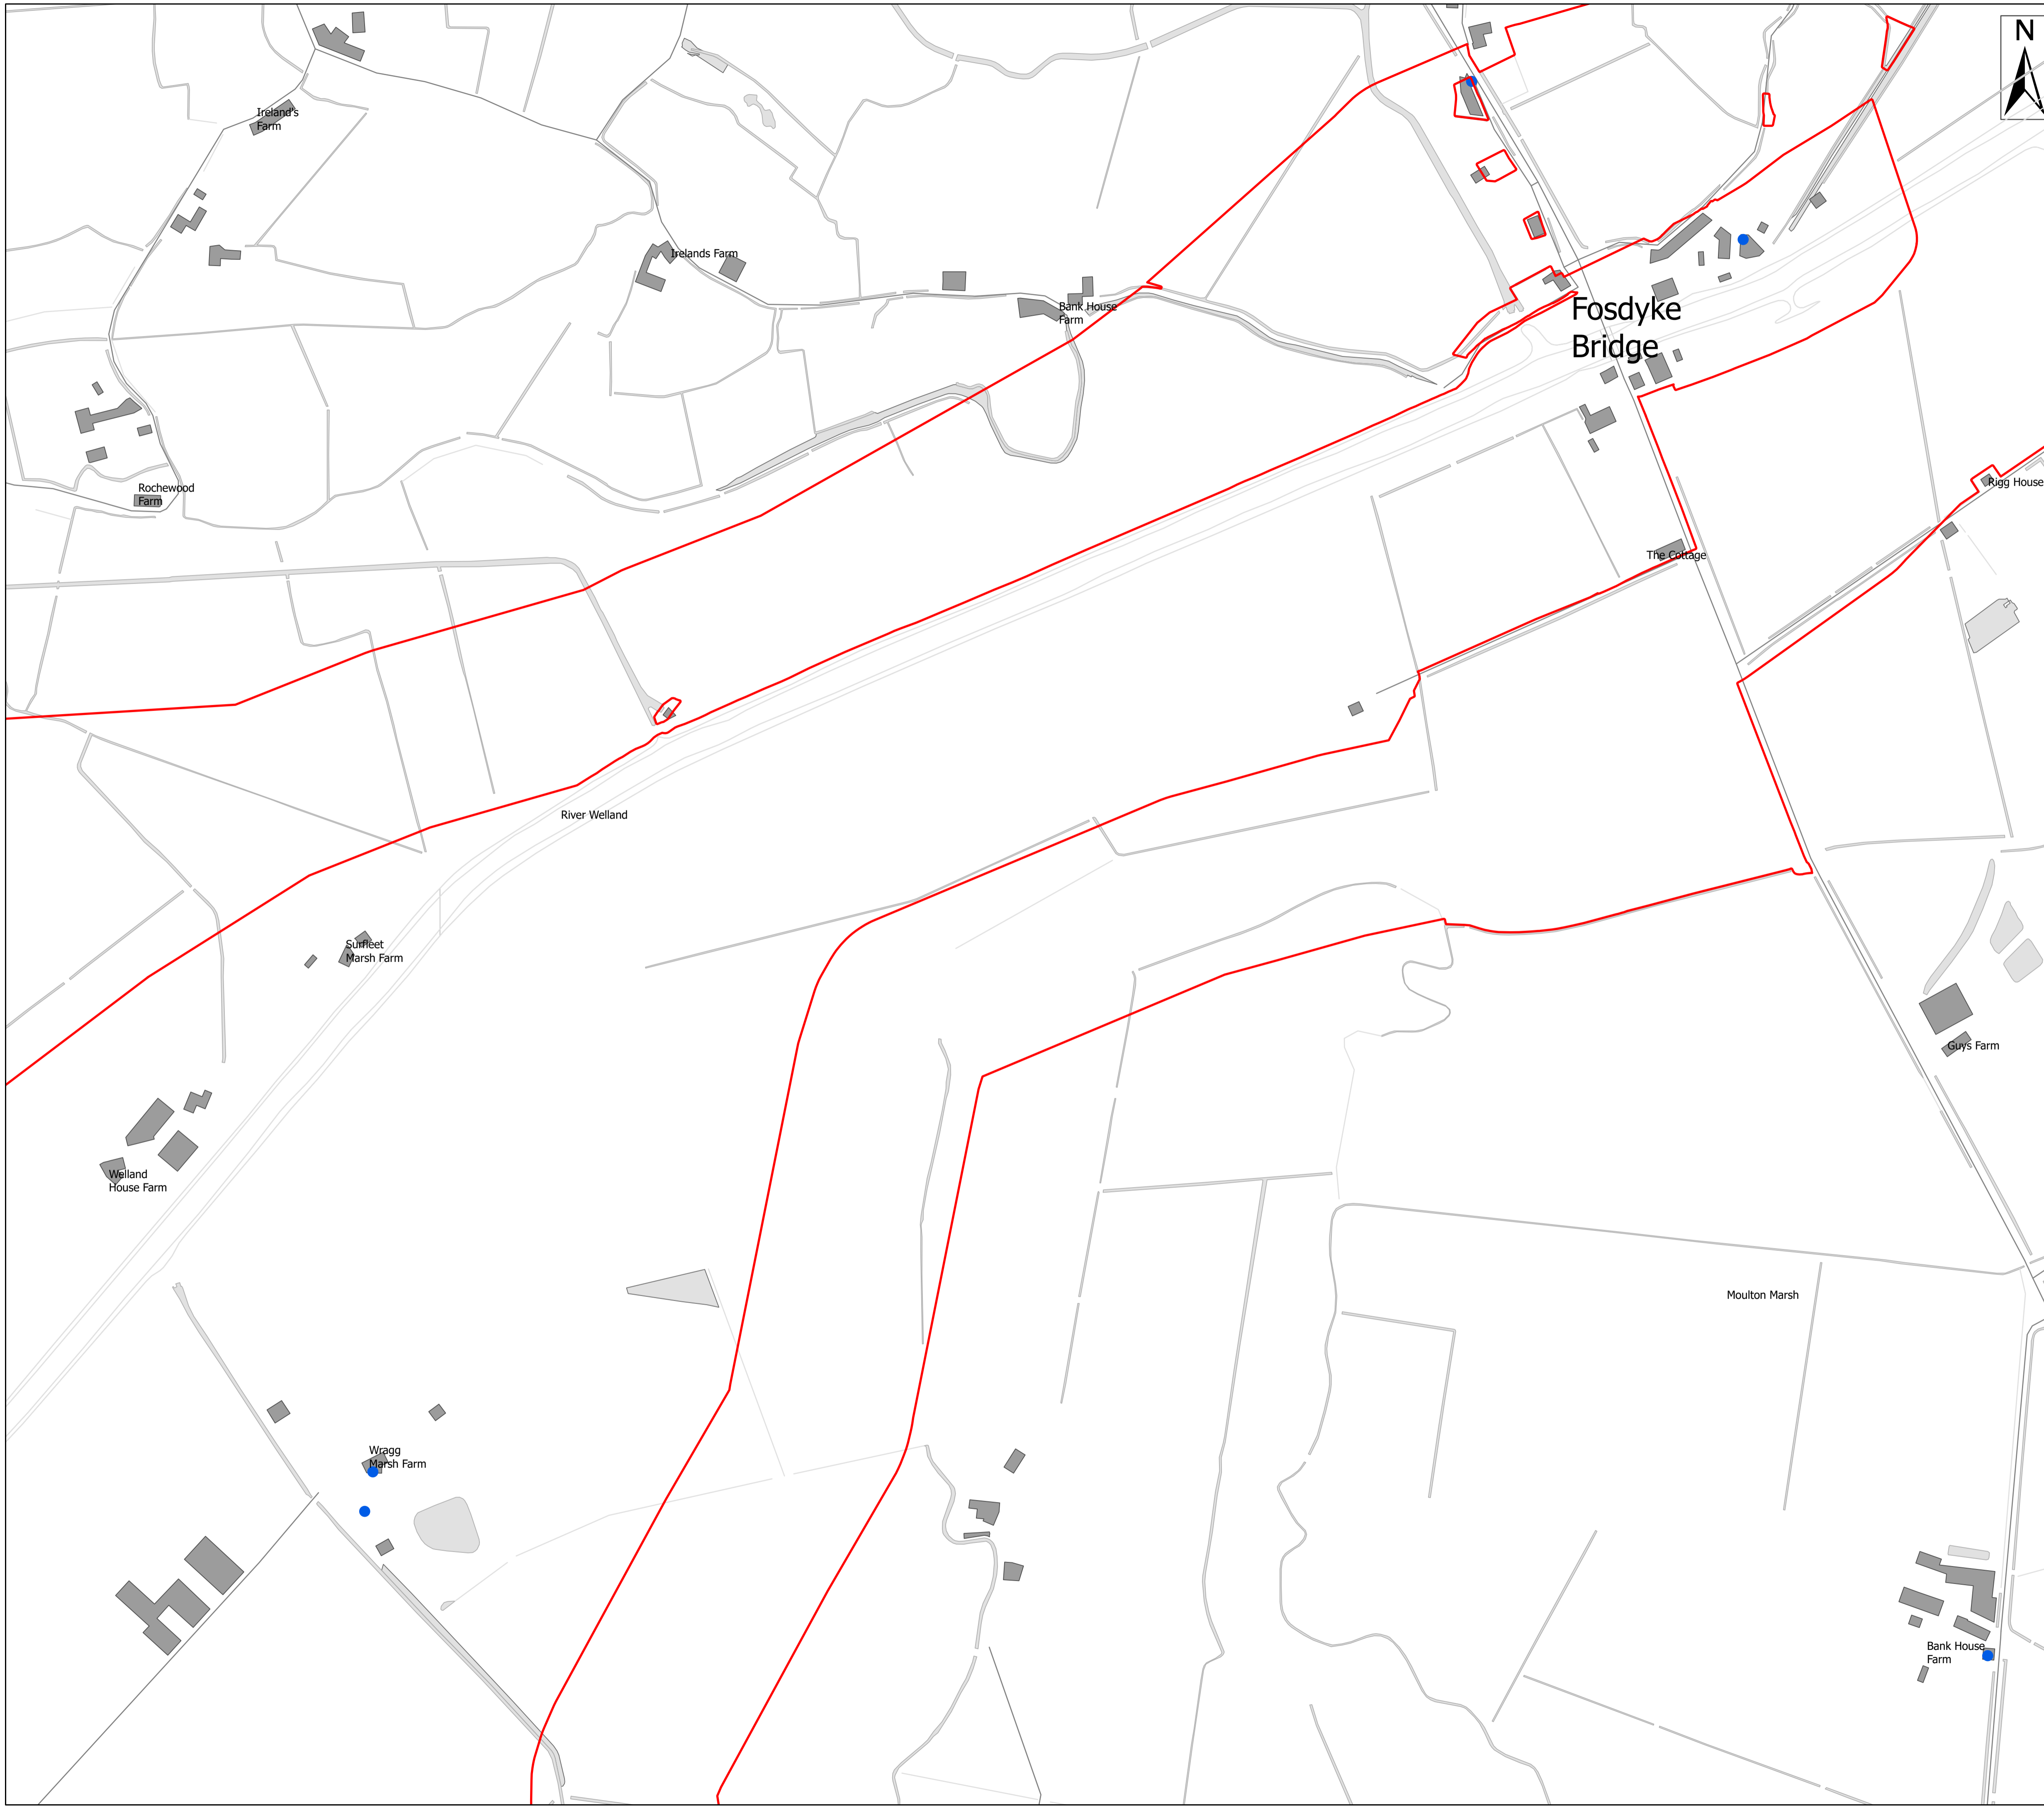 N
Ireland's
Farm
Irelands Farm
Bank House
Farm
Fosdyke
Bridge
Rochewood
Farm
Rigg House
The Cottage
River Welland
Surfleet
Marsh Farm
Guys Farm
Welland
House Farm
Moulton Marsh
Wragg
Marsh Farm
Bank House
Farm